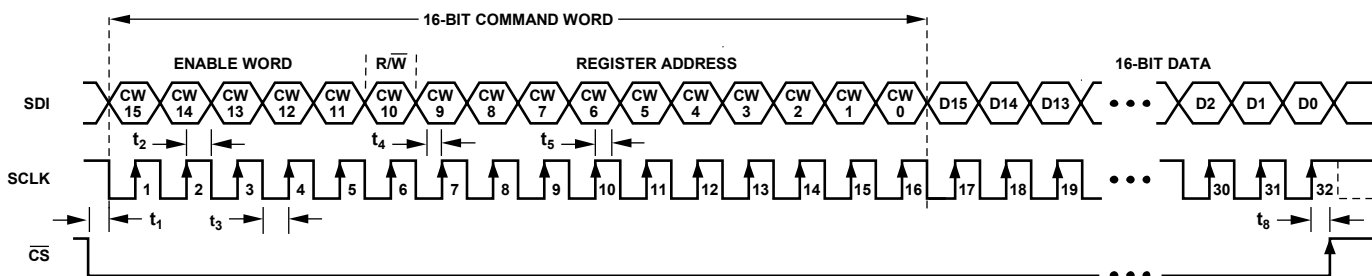 16-BIT COMMAND WORD
ENABLE WORD R/W REGISTER ADDRESS 16-BIT DATA
SDI CW 15 CW 14 CW 13 CW 12 CW 11 CW 10 CW 9 CW 8 CW 7 CW 6 CW 5 CW 4 CW 3 CW 2 CW 1 CW 0 D15 D14 D13 ••• D2 D1 D0
t2 t4 t5
SCLK 1 2 3 4 5 6 7 8 9 10 11 12 13 14 15 16 17 18 19 ••• 30 31 32
t1 t3 t8
CS •••